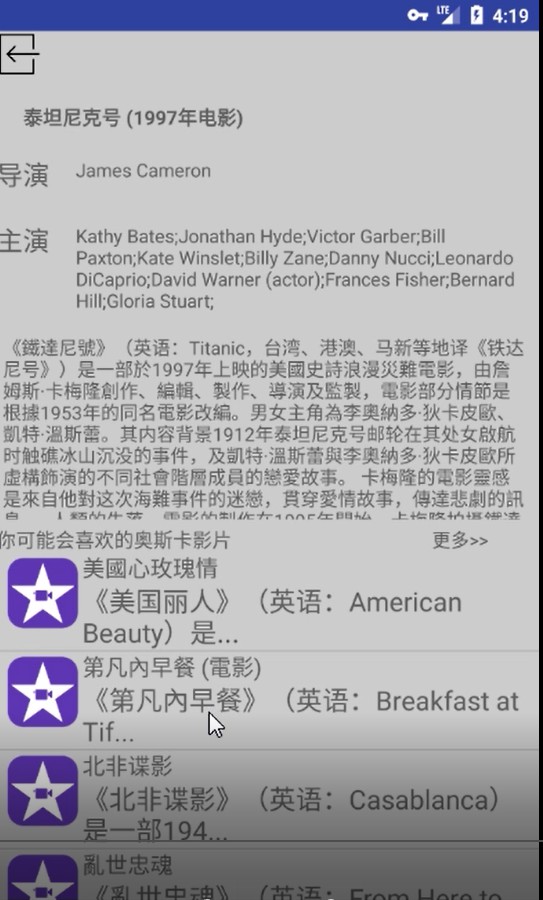 LTE 4:19
泰坦尼克号 (1997年电影)
导演 James Cameron
主演 Kathy Bates;Jonathan Hyde;Victor Garber;Bill
Paxton;Kate Winslet;Billy Zane;Danny Nucci;Leonardo
DiCaprio;David Warner (actor);Frances Fisher;Bernard
Hill;Gloria Stuart;
《鐵達尼號》（英语：Titanic，台湾、港澳、马新等地译《铁达
尼号》）是一部於1997年上映的美國史詩浪漫災難電影，由詹
姆斯·卡梅隆創作、編輯、製作、導演及監製，電影部分情節是
根據1953年的同名電影改編。男女主角為李奧納多·狄卡皮歐、
凱特·溫斯蕾。其内容背景1912年泰坦尼克号邮轮在其处女啟航
时触碰冰山沉没的事件，及凱特·溫斯蕾與李奧納多·狄卡皮歐所
虛構飾演的不同社會階層成員的戀愛故事。 卡梅隆的電影靈感
是來自他對这次海難事件的迷戀，貫穿愛情故事，傳達悲劇的訊
你可能会喜欢的奥斯卡影片 更多>>
美國心玫瑰情
《美国丽人》（英语：American
Beauty）是...
第凡內早餐 (電影)
《第凡內早餐》（英语：Breakfast at
Tif...
北非谍影
《北非谍影》（英语：Casablanca）
是一部194...
亂世忠魂
《亂世忠魂》（英语：From Here to